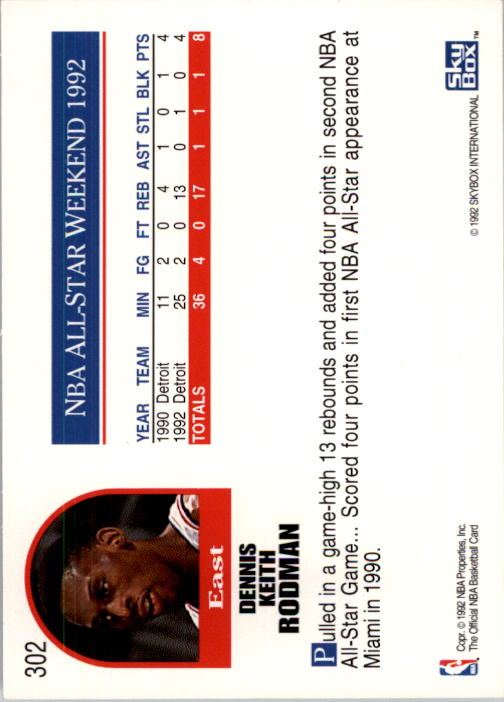 302
East
DENNIS
KEITH
RODMAN
NBA ALL-STAR WEEKEND 1992
YEAR TEAM MIN FG FT REB AST STL BLK PTS
1990 Detroit 11 2 0 4 1 0 1 4
1992 Detroit 25 2 0 13 0 1 0 4
TOTALS 36 4 0 17 1 1 1 8
Pulled in a game-high 13 rebounds and added four points in second NBA
All-Star Game... Scored four points in first NBA All-Star appearance at
Miami in 1990.
NBA
Copr. © 1992 NBA Properties, Inc.
The Official NBA Basketball Card
© 1992 SKYBOX INTERNATIONAL
SkyBox™